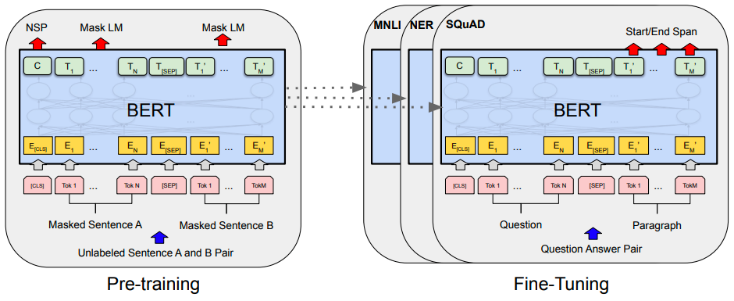 NSP Mask LM Mask LM
C T1 ... TN T[SEP] T1' ... TM'
BERT
E[CLS] E1 ... EN E[SEP] E1' ... EM'
[CLS] Tok 1 ... Tok N [SEP] Tok 1 ... TokM
Masked Sentence A Masked Sentence B
Unlabeled Sentence A and B Pair
Pre-training
MNLI NER SQuAD
Start/End Span
C T1 ... TN T[SEP] T1' ... TM'
BERT
E[CLS] E1 ... EN E[SEP] E1' ... EM'
[CLS] Tok 1 ... Tok N [SEP] Tok 1 ... TokM
Question Paragraph
Question Answer Pair
Fine-Tuning